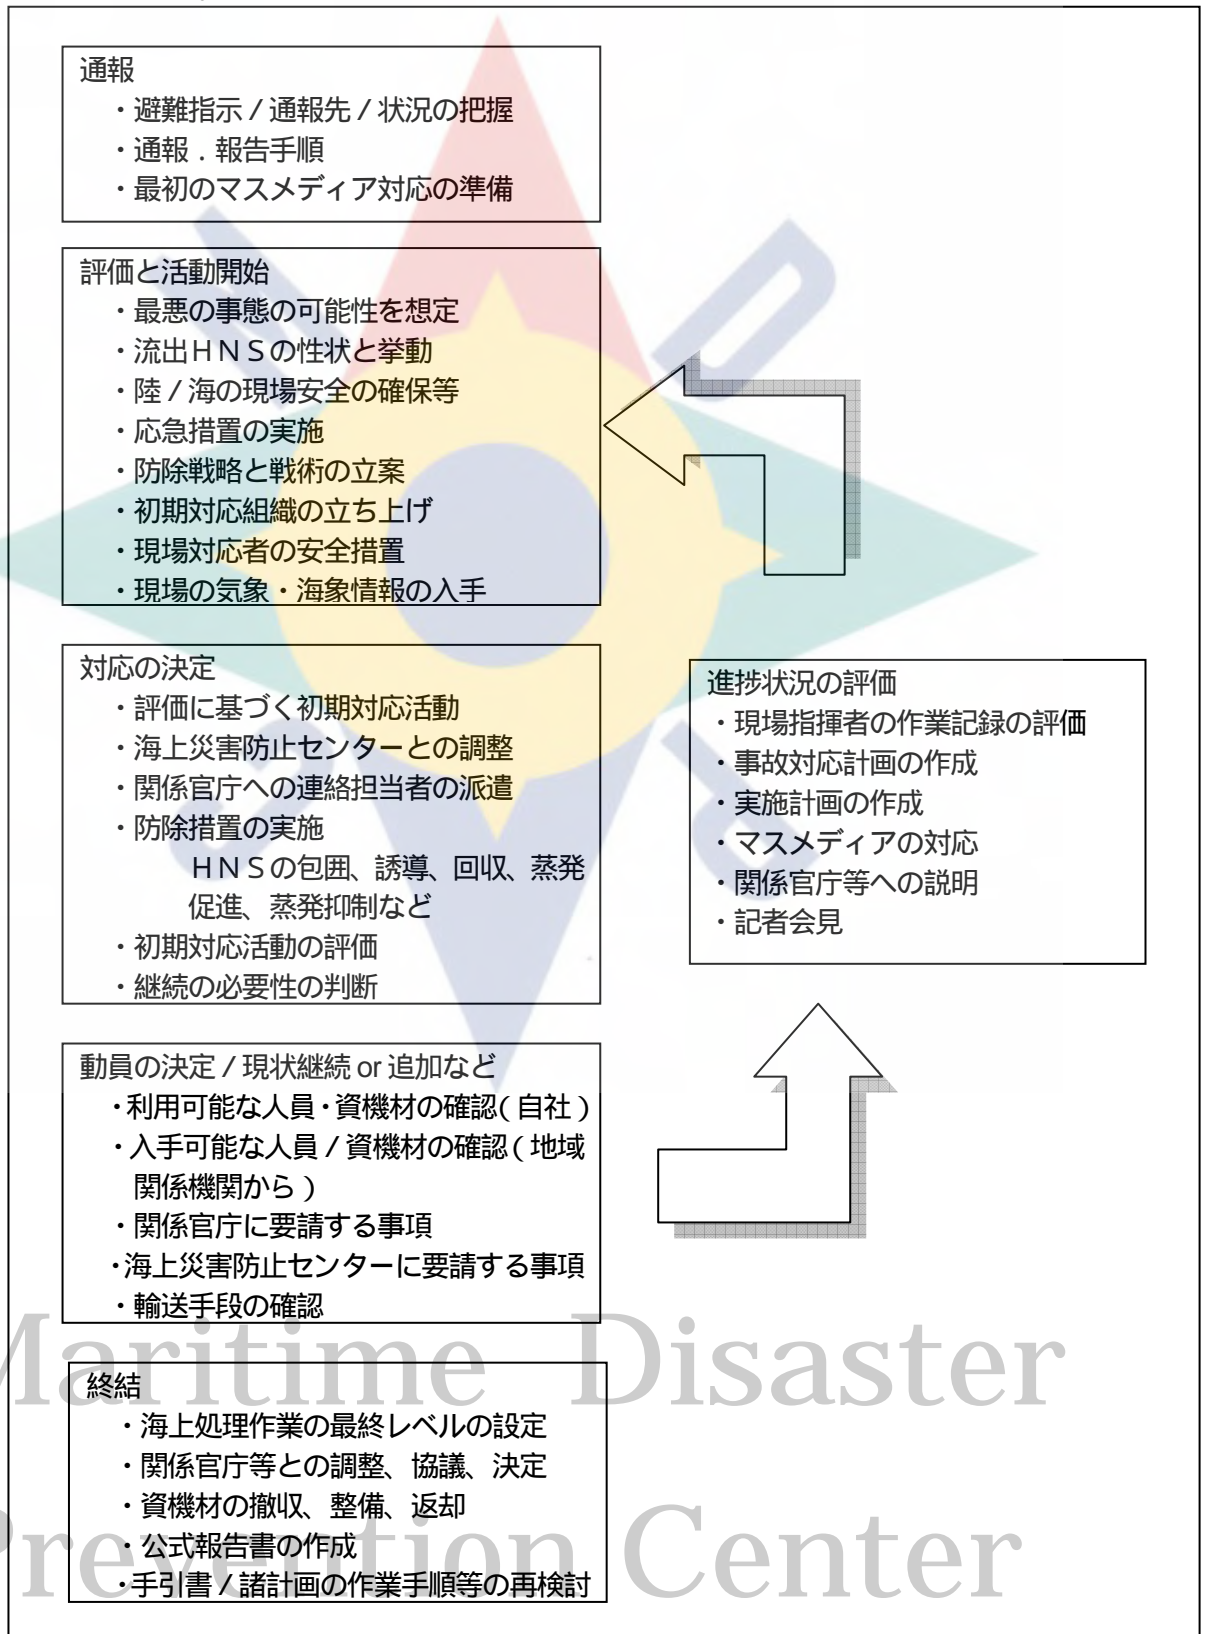 通報
・避難指示／通報先／状況の把握
・通報．報告手順
・最初のマスメディア対応の準備
評価と活動開始
・最悪の事態の可能性を想定
・流出ＨＮＳの性状と挙動
・陸／海の現場安全の確保等
・応急措置の実施
・防除戦略と戦術の立案
・初期対応組織の立ち上げ
・現場対応者の安全措置
・現場の気象・海象情報の入手
対応の決定
・評価に基づく初期対応活動
・海上災害防止センターとの調整
・関係官庁への連絡担当者の派遣
・防除措置の実施
ＨＮＳの包囲、誘導、回収、蒸発
促進、蒸発抑制など
・初期対応活動の評価
・継続の必要性の判断
進捗状況の評価
・現場指揮者の作業記録の評価
・事故対応計画の作成
・実施計画の作成
・マスメディアの対応
・関係官庁等への説明
・記者会見
動員の決定／現状継続 or 追加など
・利用可能な人員・資機材の確認（自社）
・入手可能な人員／資機材の確認（地域
関係機関から）
・関係官庁に要請する事項
・海上災害防止センターに要請する事項
・輸送手段の確認
終結
・海上処理作業の最終レベルの設定
・関係官庁等との調整、協議、決定
・資機材の撤収、整備、返却
・公式報告書の作成
・手引書／諸計画の作業手順等の再検討
M D P C
Maritime Disaster
Prevention Center